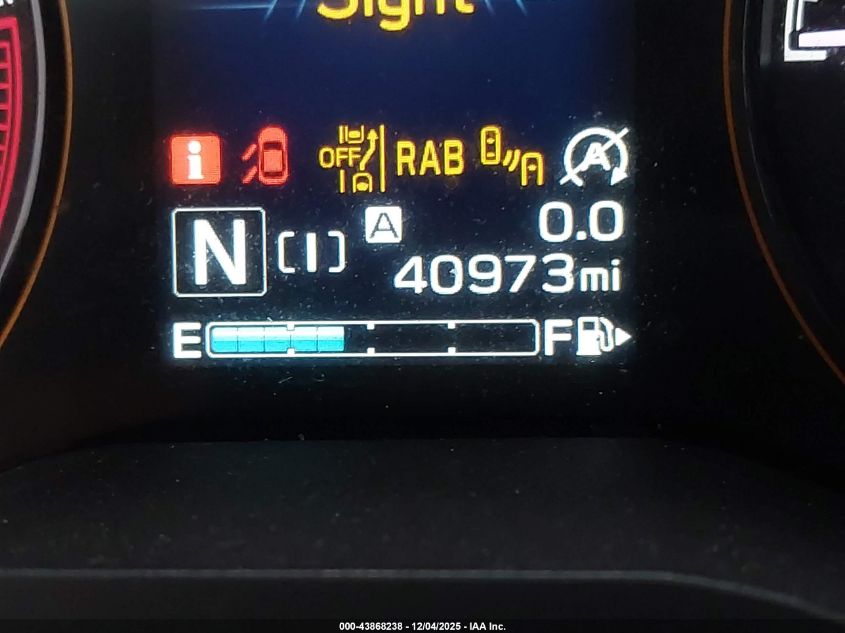 Sight
i OFF RAB A
N [I] A 0.0
40973mi
E F
000-43868238 - 12/04/2025 - IAA Inc.